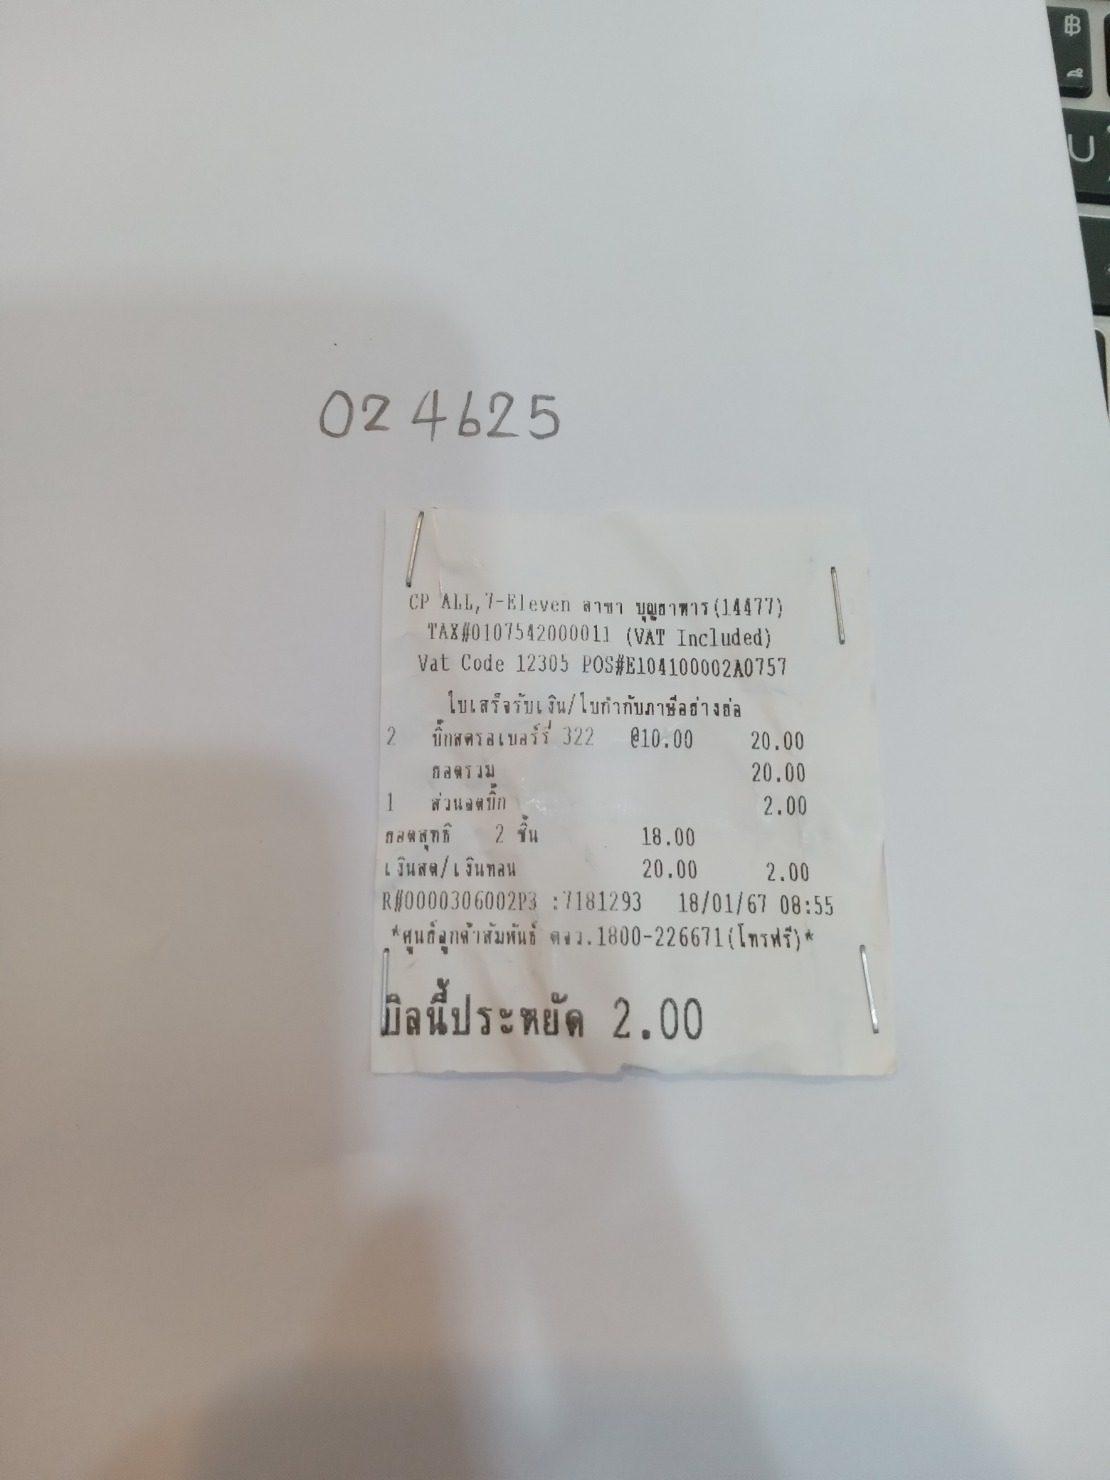 ฿
U
024625
CP ALL,7-Eleven สาขา บุญธาหาร(14477)
TAX#0107542000011 (VAT Included)
Vat Code 12305 POS#E104100002A0757
ใบเสร็จรับเงิน/ใบกำกับภาษีอย่างย่อ
2 บิ๊กสตรอเบอร์รี่ 322 @10.00 20.00
ยอดรวม 20.00
1 ส่วนลดบิ๊ก 2.00
ยอดสุทธิ 2 ชิ้น 18.00
เงินสด/เงินทอน 20.00 2.00
R#0000306002P3 :7181293 18/01/67 08:55
*ศูนย์ลูกค้าสัมพันธ์ ตจว.1800-226671(โทรฟรี)*
บิลนี้ประหยัด 2.00